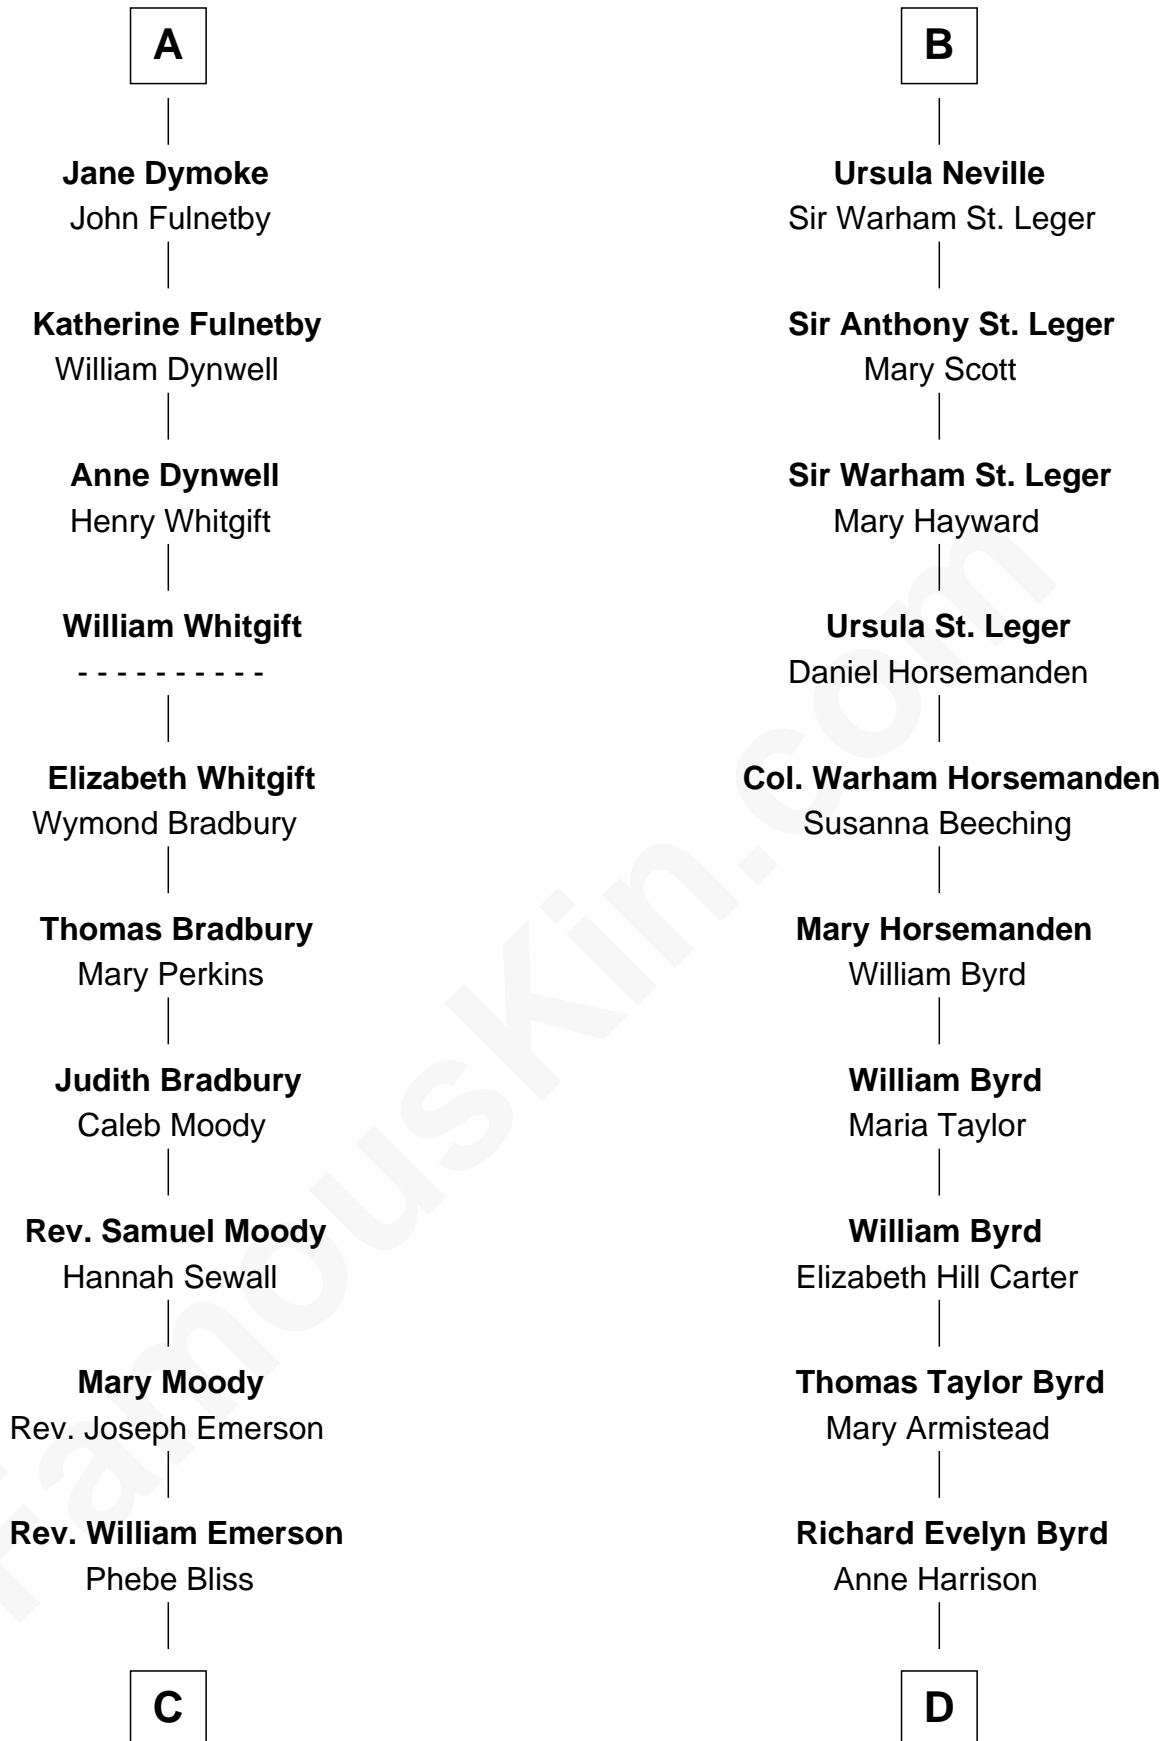 A
Jane Dymoke
John Fulnetby
Katherine Fulnetby
William Dynwell
Anne Dynwell
Henry Whitgift
William Whitgift
- - - - - - - - - -
Elizabeth Whitgift
Wymond Bradbury
Thomas Bradbury
Mary Perkins
Judith Bradbury
Caleb Moody
Rev. Samuel Moody
Hannah Sewall
Mary Moody
Rev. Joseph Emerson
Rev. William Emerson
Phebe Bliss
C
B
Ursula Neville
Sir Warham St. Leger
Sir Anthony St. Leger
Mary Scott
Sir Warham St. Leger
Mary Hayward
Ursula St. Leger
Daniel Horsemanden
Col. Warham Horsemanden
Susanna Beeching
Mary Horsemanden
William Byrd
William Byrd
Maria Taylor
William Byrd
Elizabeth Hill Carter
Thomas Taylor Byrd
Mary Armistead
Richard Evelyn Byrd
Anne Harrison
D
FamousKin.com